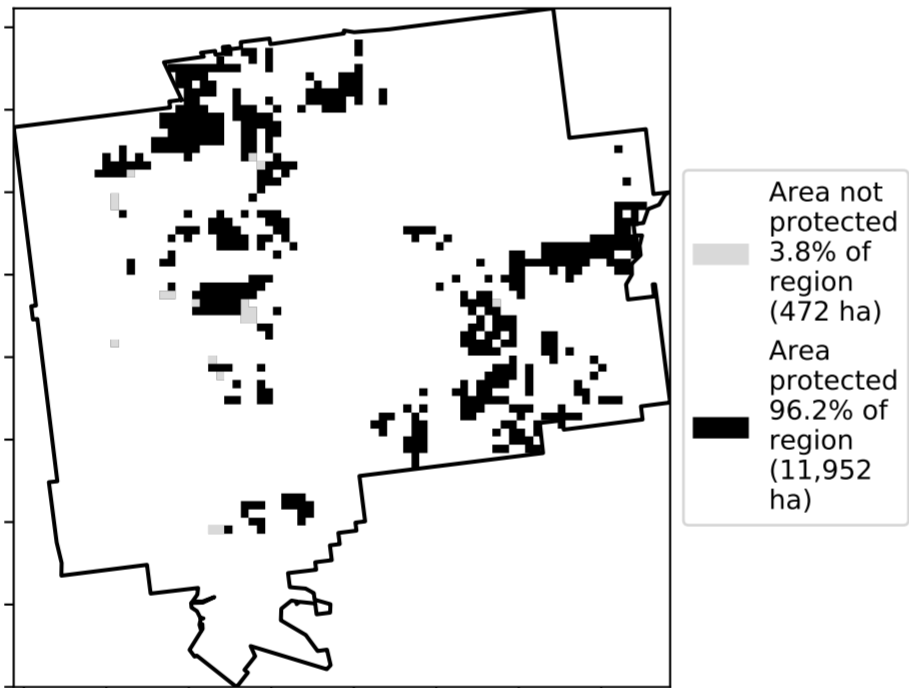 Area not
protected
3.8% of
region
(472 ha)
Area
protected
96.2% of
region
(11,952
ha)